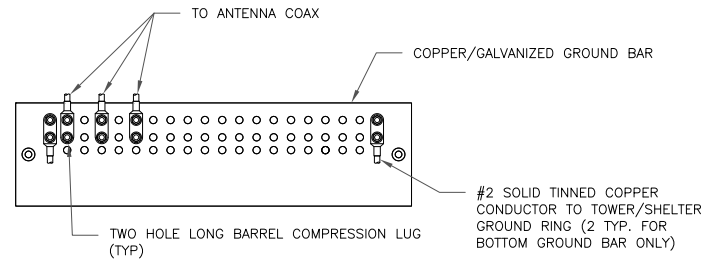 TO ANTENNA COAX
COPPER/GALVANIZED GROUND BAR
#2 SOLID TINNED COPPER
CONDUCTOR TO TOWER/SHELTER
GROUND RING (2 TYP. FOR
BOTTOM GROUND BAR ONLY)
TWO HOLE LONG BARREL COMPRESSION LUG
(TYP)